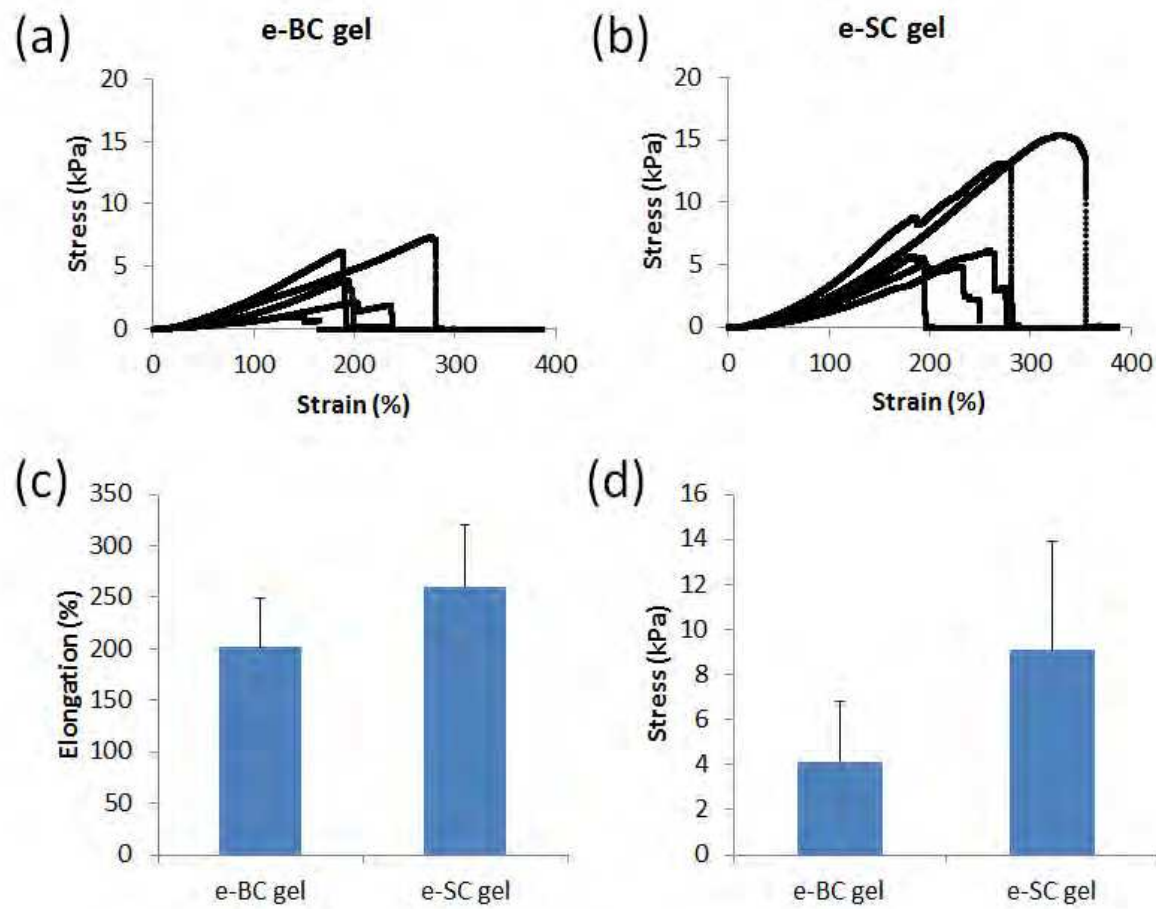 (a)
e-BC gel
20
15
10
5
0
Stress (kPa)
0 100 200 300 400
Strain (%)
(b)
e-SC gel
20
15
10
5
0
Stress (kPa)
0 100 200 300 400
Strain (%)
(c)
350
300
250
200
150
100
50
0
Elongation (%)
e-BC gel e-SC gel
(d)
16
14
12
10
8
6
4
2
0
Stress (kPa)
e-BC gel e-SC gel